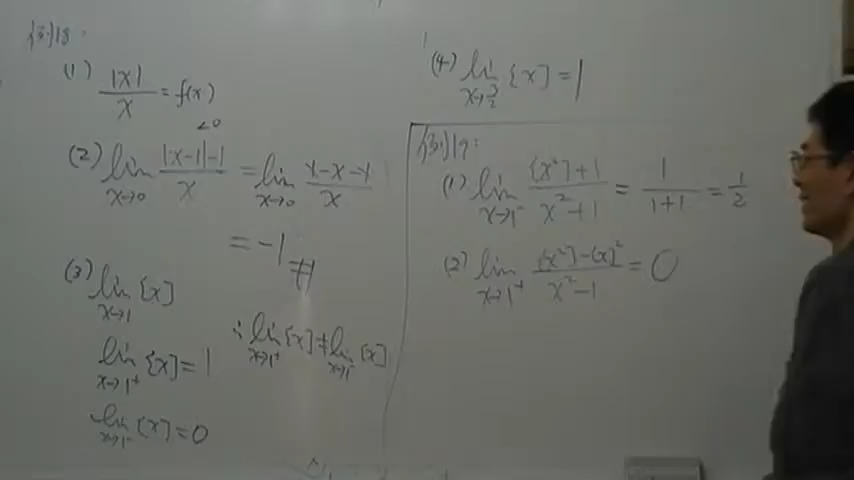 例18:
(1) |x|/x = f(x)
<0
(2) lim x→0 |x-1|-1/x = lim x→0 1-x-1/x
= -1 #
(3) lim x→1 [x]
lim x→1+ [x] = 1
lim x→1- [x] = 0
∵ lim x→1+ [x] ≠ lim x→1- [x]
(4) lim x→3/2 [x] = 1
例19:
(1) lim x→1- [x²]+1/x²+1 = 1/1+1 = 1/2
(2) lim x→1+ [x²]-[x]²/x²-1 = 0